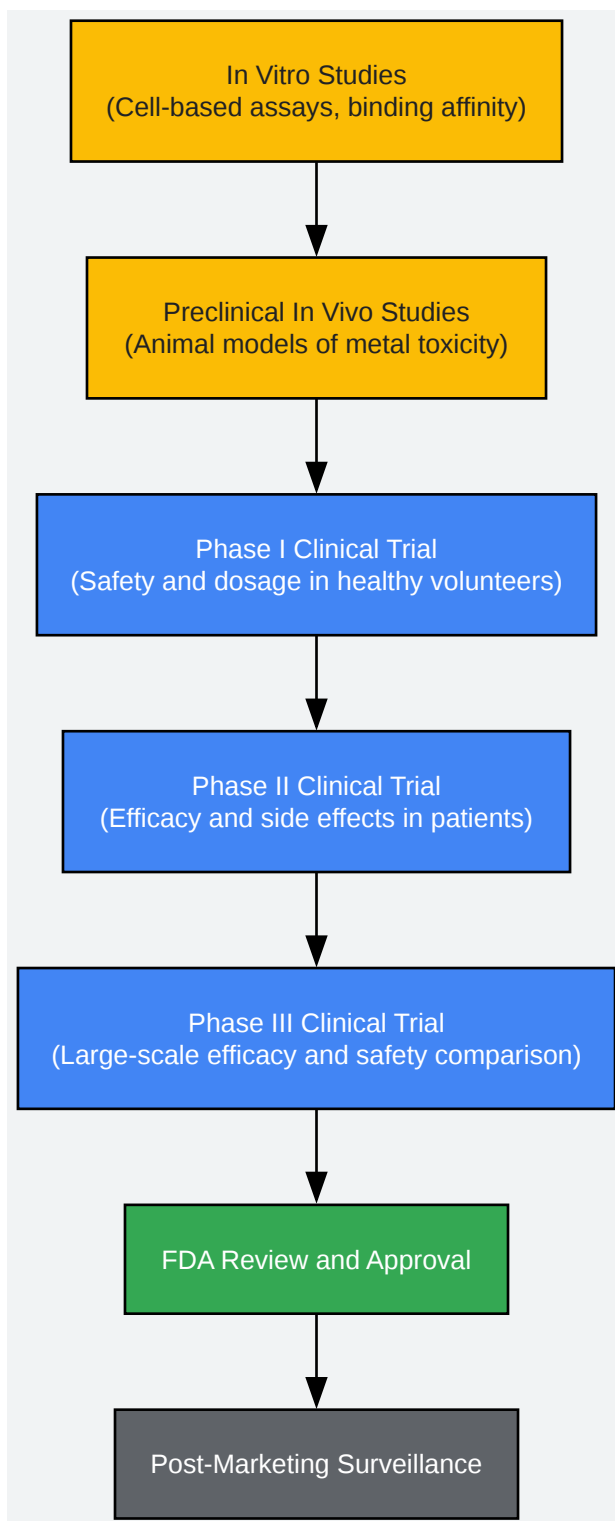 In Vitro Studies
(Cell-based assays, binding affinity)
Preclinical In Vivo Studies
(Animal models of metal toxicity)
Phase I Clinical Trial
(Safety and dosage in healthy volunteers)
Phase II Clinical Trial
(Efficacy and side effects in patients)
Phase III Clinical Trial
(Large-scale efficacy and safety comparison)
FDA Review and Approval
Post-Marketing Surveillance